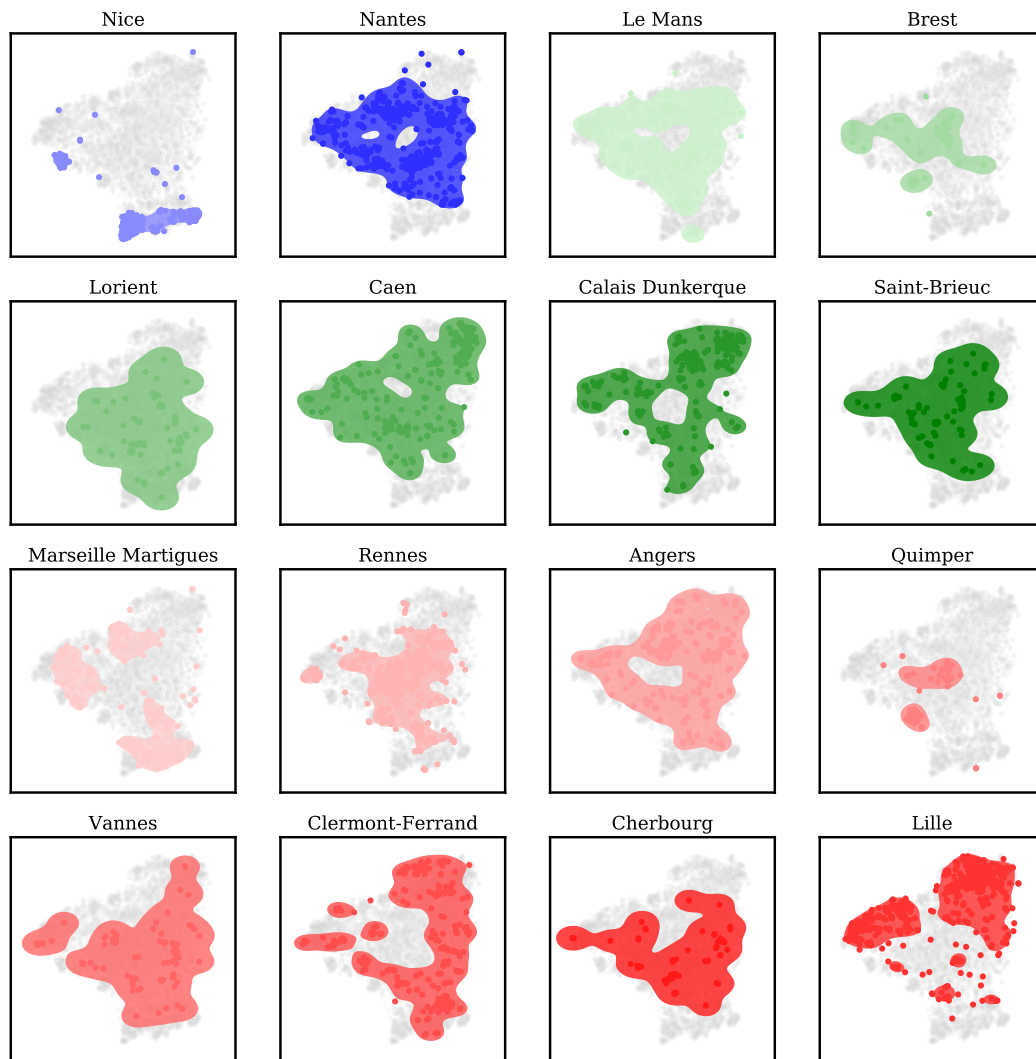 Nice
Nantes
Le Mans
Brest
Lorient
Caen
Calais Dunkerque
Saint-Brieuc
Marseille Martigues
Rennes
Angers
Quimper
Vannes
Clermont-Ferrand
Cherbourg
Lille